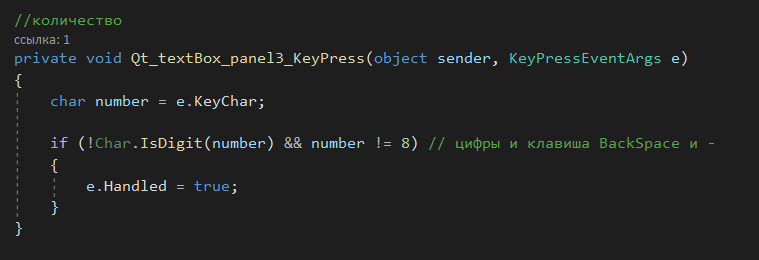 //количество
ссылка: 1
private void Qt_textBox_panel3_KeyPress(object sender, KeyPressEventArgs e)
{
char number = e.KeyChar;
if (!Char.IsDigit(number) && number != 8) // цифры и клавиша BackSpace и -
{
e.Handled = true;
}
}